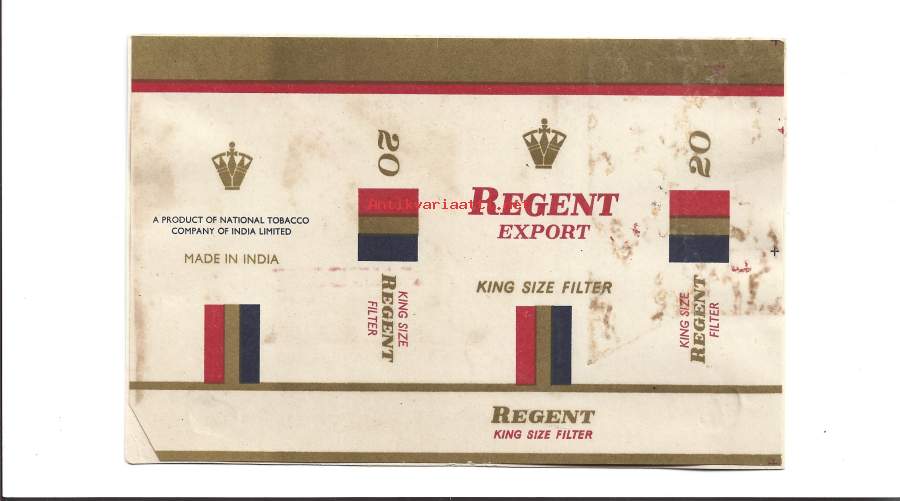 A PRODUCT OF NATIONAL TOBACCO
COMPANY OF INDIA LIMITED
MADE IN INDIA
20
KING SIZE
REGENT
FILTER
REGENT
EXPORT
KING SIZE FILTER
20
KING SIZE
REGENT
FILTER
REGENT
KING SIZE FILTER
Antikvariaatti.net